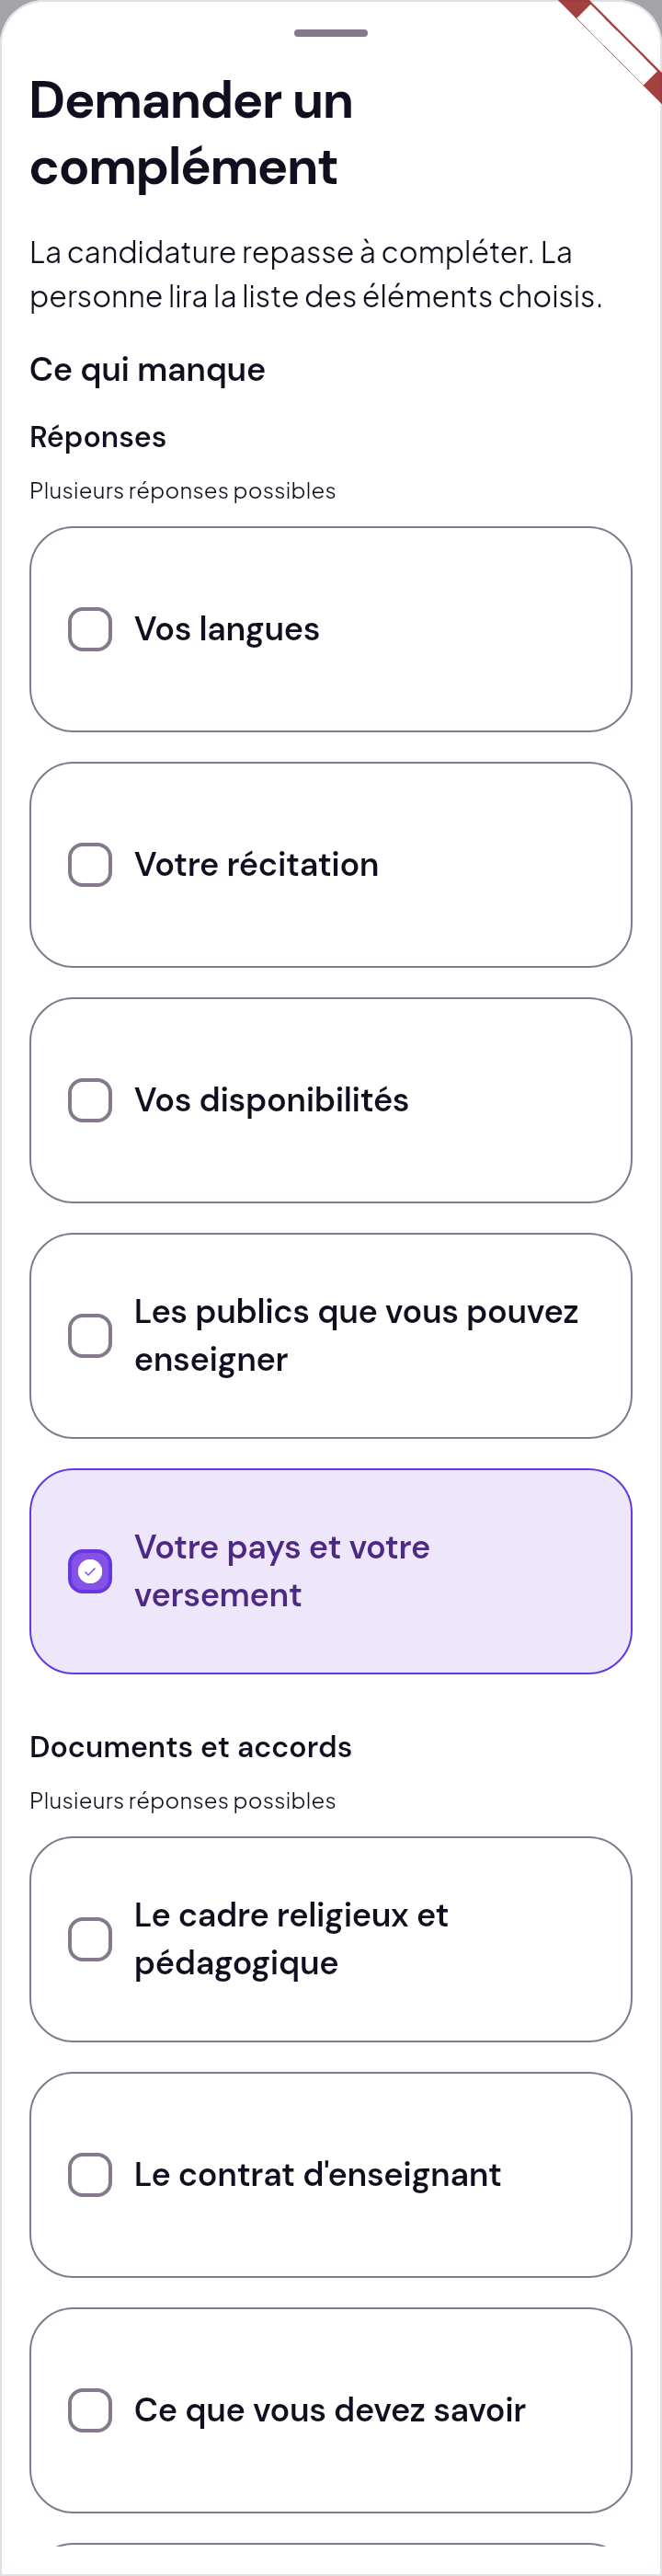 Demander un
complément
La candidature repasse à compléter. La
personne lira la liste des éléments choisis.
Ce qui manque
Réponses
Plusieurs réponses possibles
Vos langues
Votre récitation
Vos disponibilités
Les publics que vous pouvez
enseigner
Votre pays et votre
versement
Documents et accords
Plusieurs réponses possibles
Le cadre religieux et
pédagogique
Le contrat d'enseignant
Ce que vous devez savoir